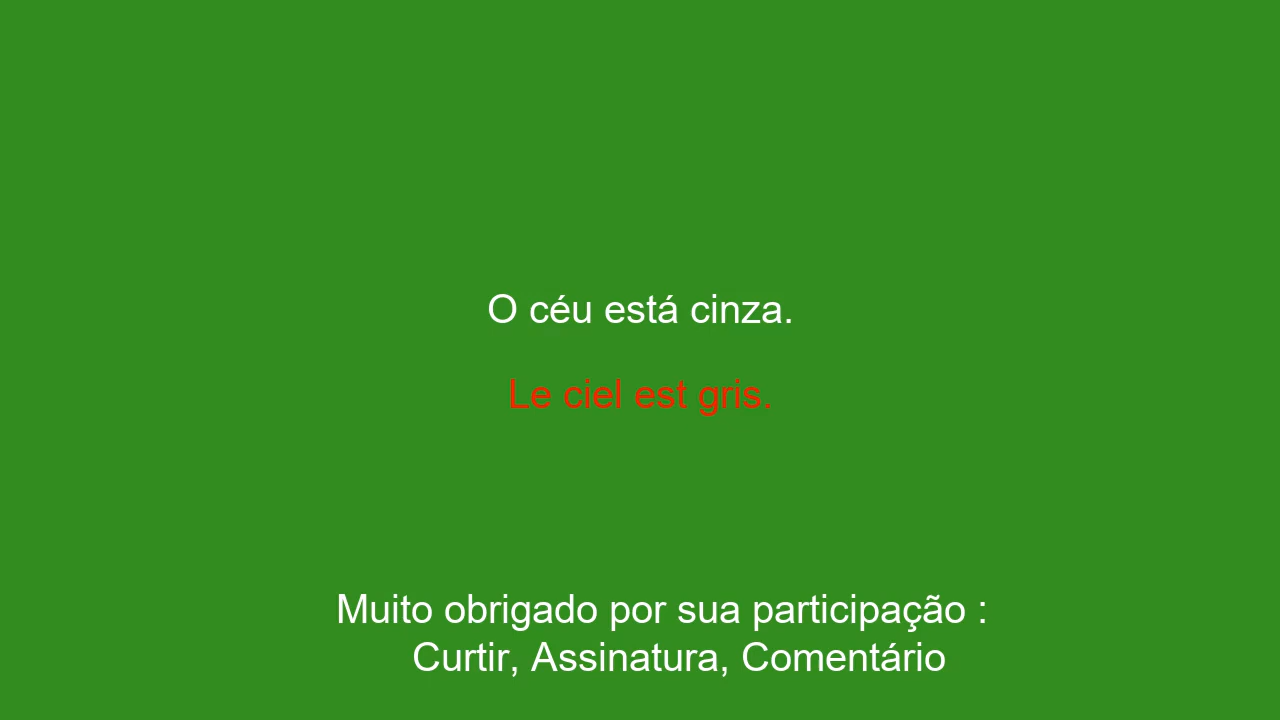 O céu está cinza.
Le ciel est gris.
Muito obrigado por sua participação :
Curtir, Assinatura, Comentário